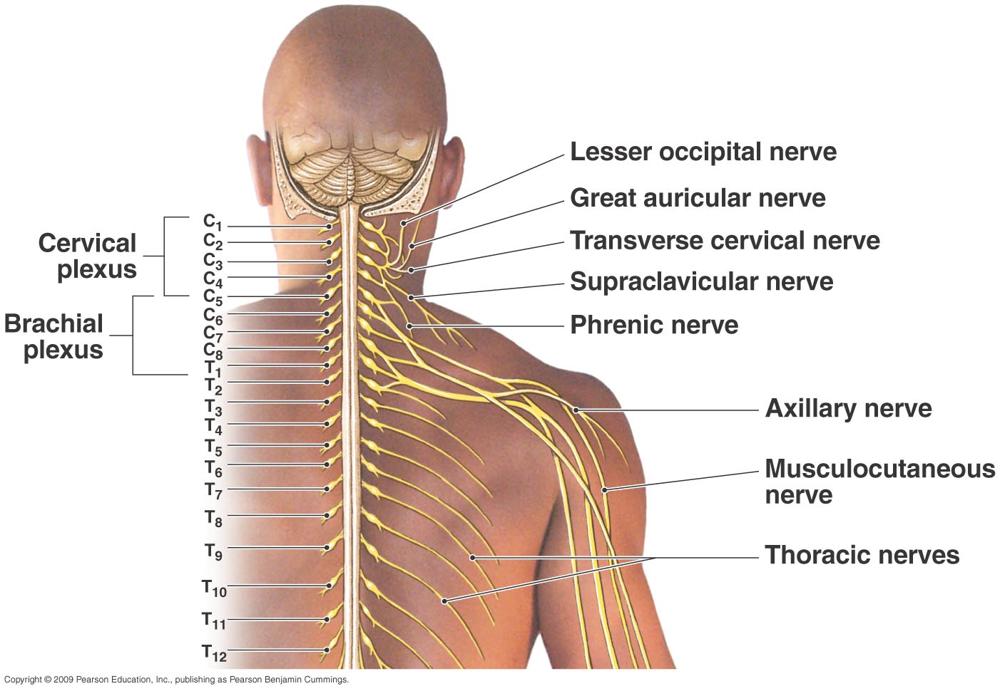 Lesser occipital nerve
Great auricular nerve
Transverse cervical nerve
Supraclavicular nerve
Phrenic nerve
Axillary nerve
Musculocutaneous
nerve
Thoracic nerves
Cervical
plexus
Brachial
plexus
C1
C2
C3
C4
C5
C6
C7
C8
T1
T2
T3
T4
T5
T6
T7
T8
T9
T10
T11
T12
Copyright © 2009 Pearson Education, Inc., publishing as Pearson Benjamin Cummings.